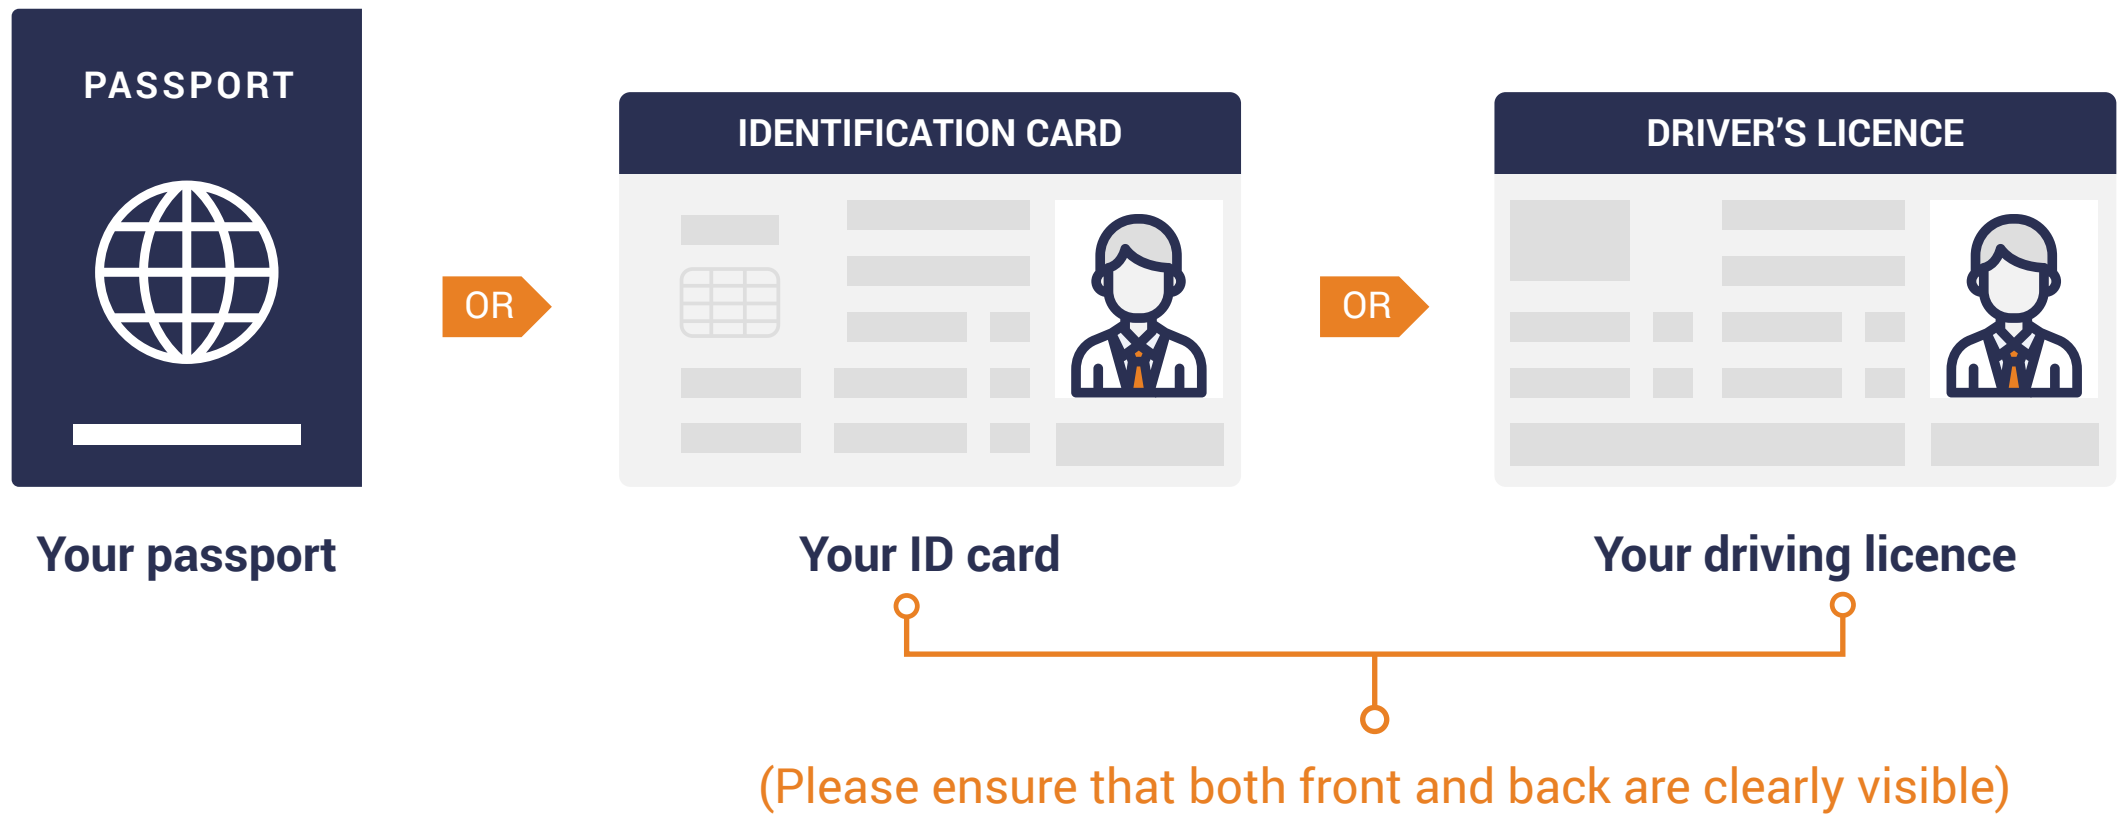 PASSPORT
IDENTIFICATION CARD
DRIVER’S LICENCE
OR
OR
Your passport
Your ID card
Your driving licence
(Please ensure that both front and back are clearly visible)